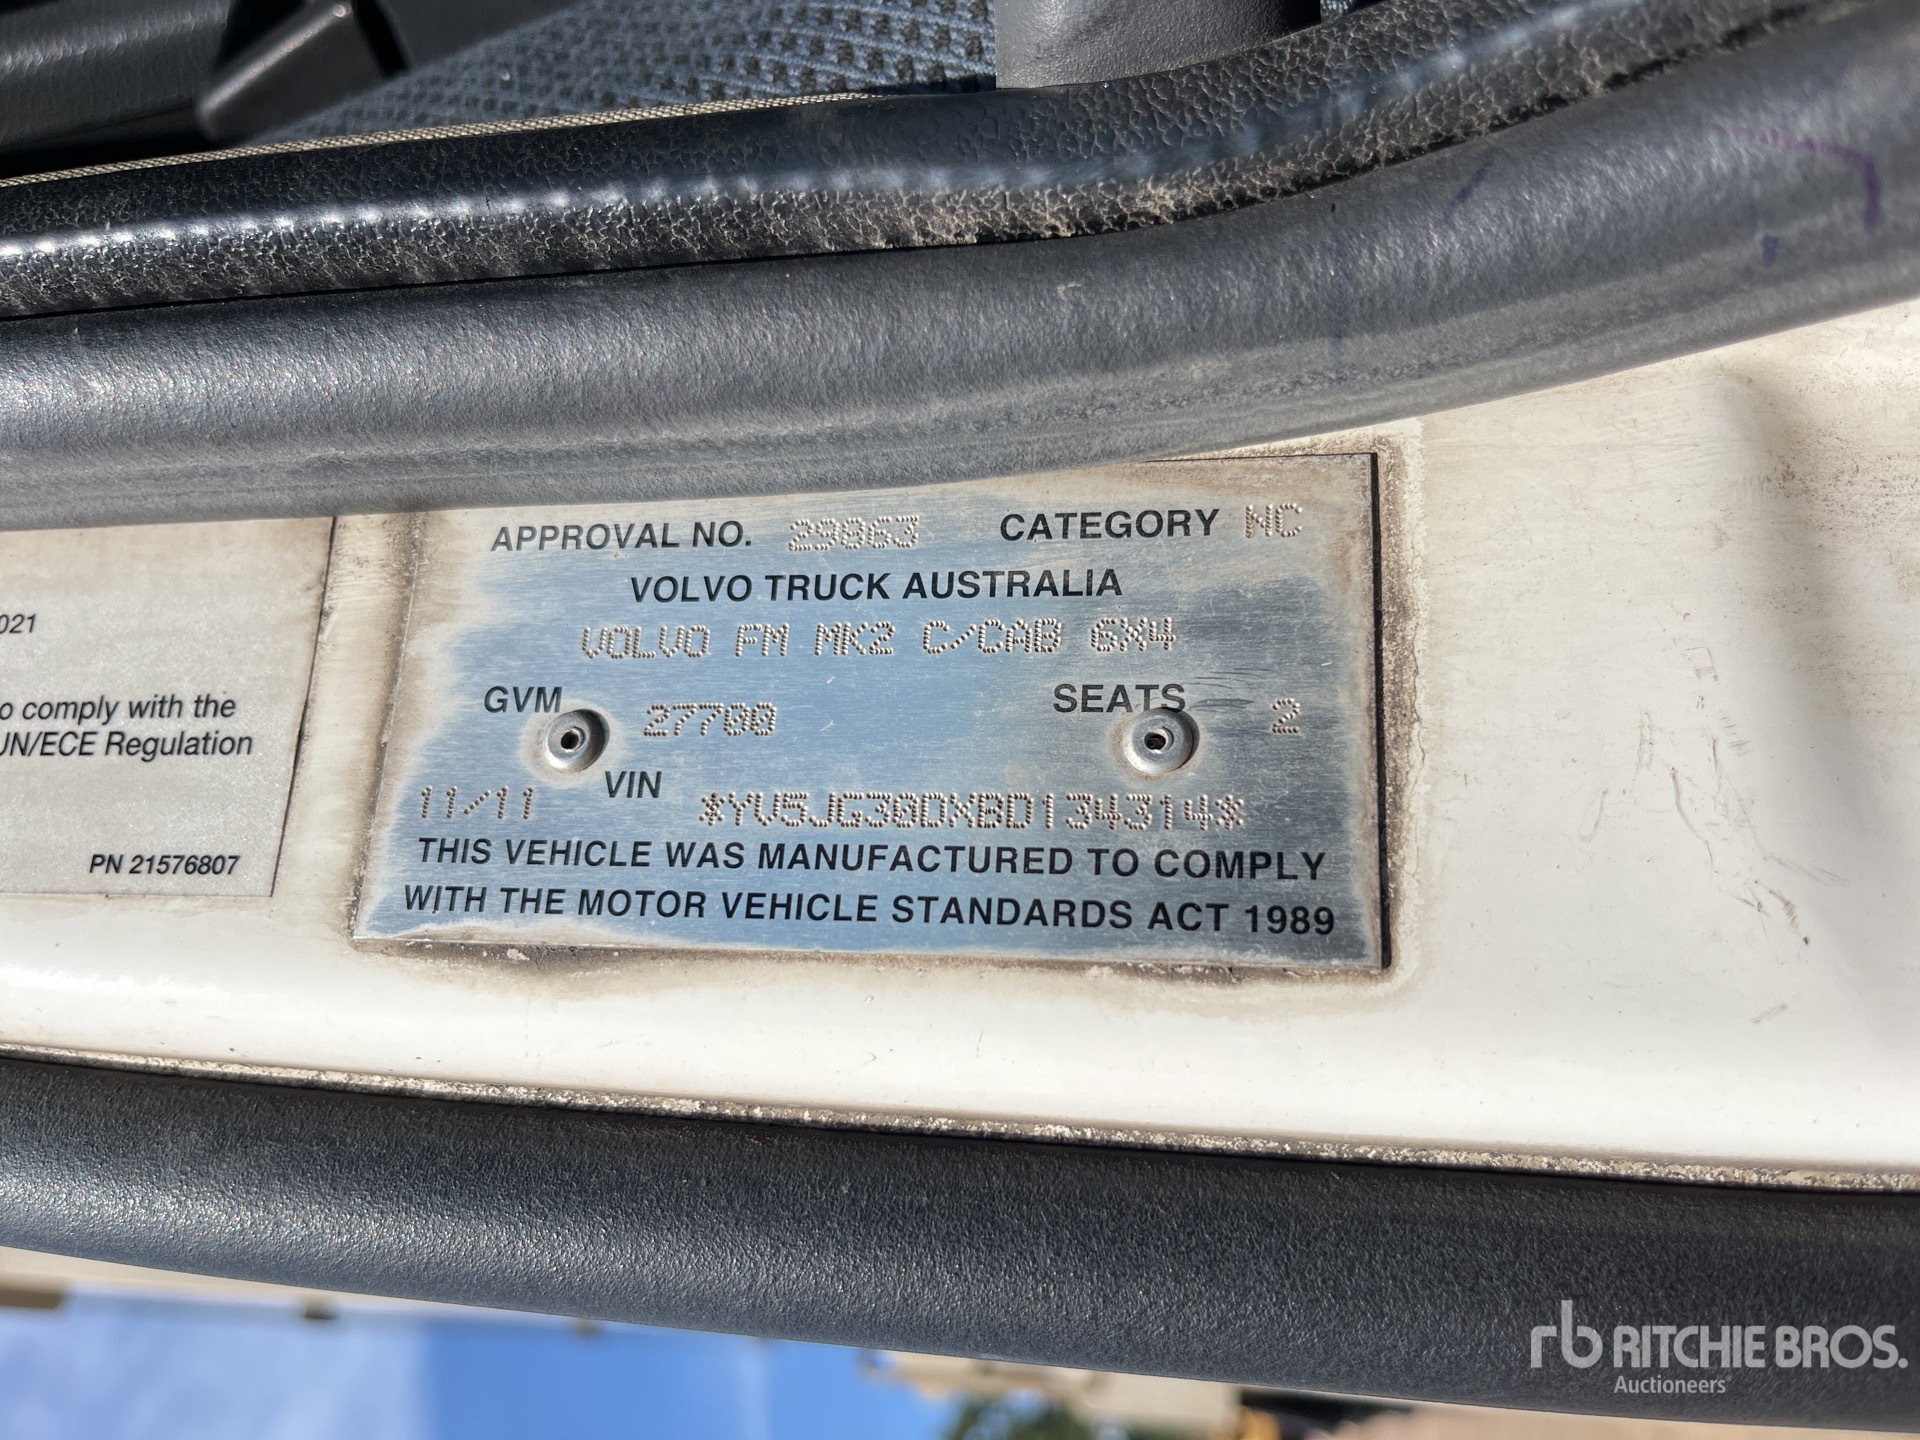 021
o comply with the
UN/ECE Regulation
PN 21576807
APPROVAL NO. 29863 CATEGORY NC
VOLVO TRUCK AUSTRALIA
VOLVO FM MK2 C/CAB 6X4
GVM 27700 SEATS 2
11/11 VIN *YV5JG30DXBD134314*
THIS VEHICLE WAS MANUFACTURED TO COMPLY
WITH THE MOTOR VEHICLE STANDARDS ACT 1989
rb RITCHIE BROS.
Auctioneers